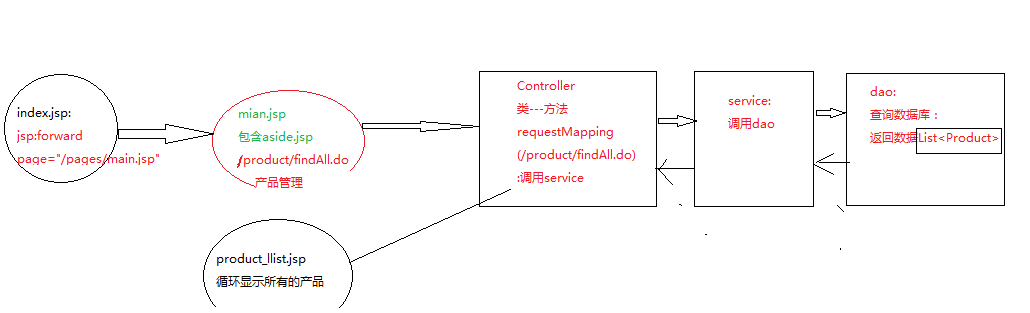 index.jsp:
jsp:forward
page="/pages/main.jsp"
mian.jsp
包含aside.jsp
/product/findAll.do
产品管理
Controller
类---方法
requestMapping
(/product/findAll.do)
:调用service
service:
调用dao
dao:
查询数据库：
返回数据List<Product>
product_llist.jsp
循环显示所有的产品